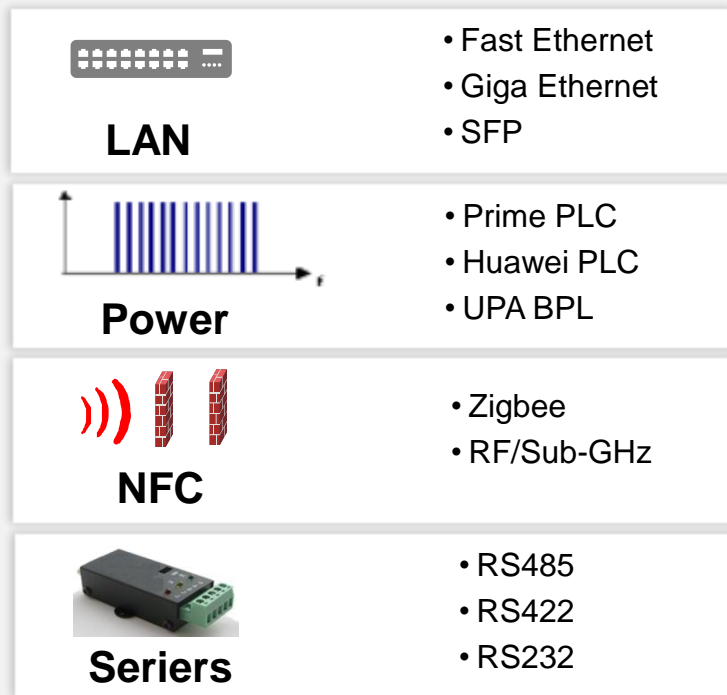 • Fast Ethernet
• Giga Ethernet
• SFP
LAN
• Prime PLC
• Huawei PLC
• UPA BPL
f
Power
• Zigbee
• RF/Sub-GHz
NFC
• RS485
• RS422
• RS232
Seriers